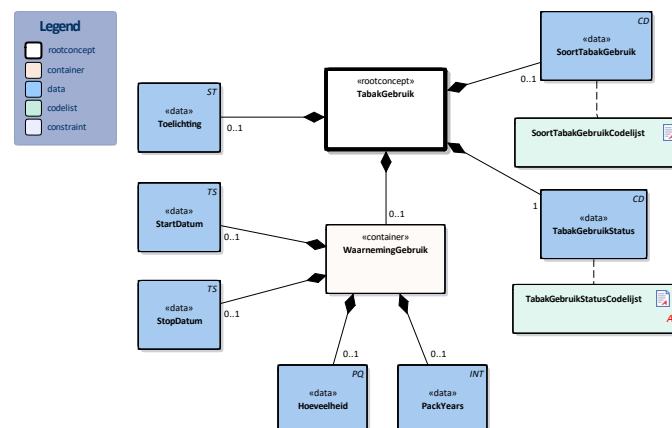 Legend
rootconcept
container
data
codelist
constraint
CD
«data»
SoortTabakGebruik
0..1
«rootconcept»
TabakGebruik
ST
«data»
Toelichting
0..1
SoortTabakGebruikCodelijst
TS
«data»
StartDatum
0..1
0..1
1
CD
«data»
TabakGebruikStatus
«container»
WaarnemingGebruik
TS
«data»
StopDatum
0..1
TabakGebruikStatusCodelijst
A
0..1
0..1
PQ
«data»
Hoeveelheid
INT
«data»
PackYears